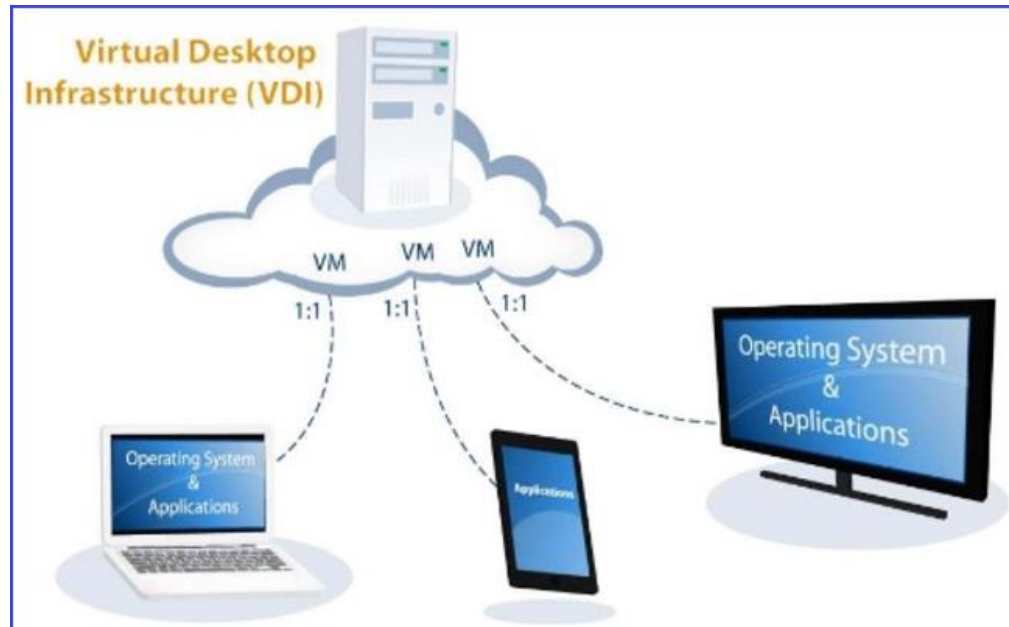 Virtual Desktop
Infrastructure (VDI)
VM
VM
VM
1:1
1:1
1:1
Operating System
&
Applications
Applications
Operating System
&
Applications